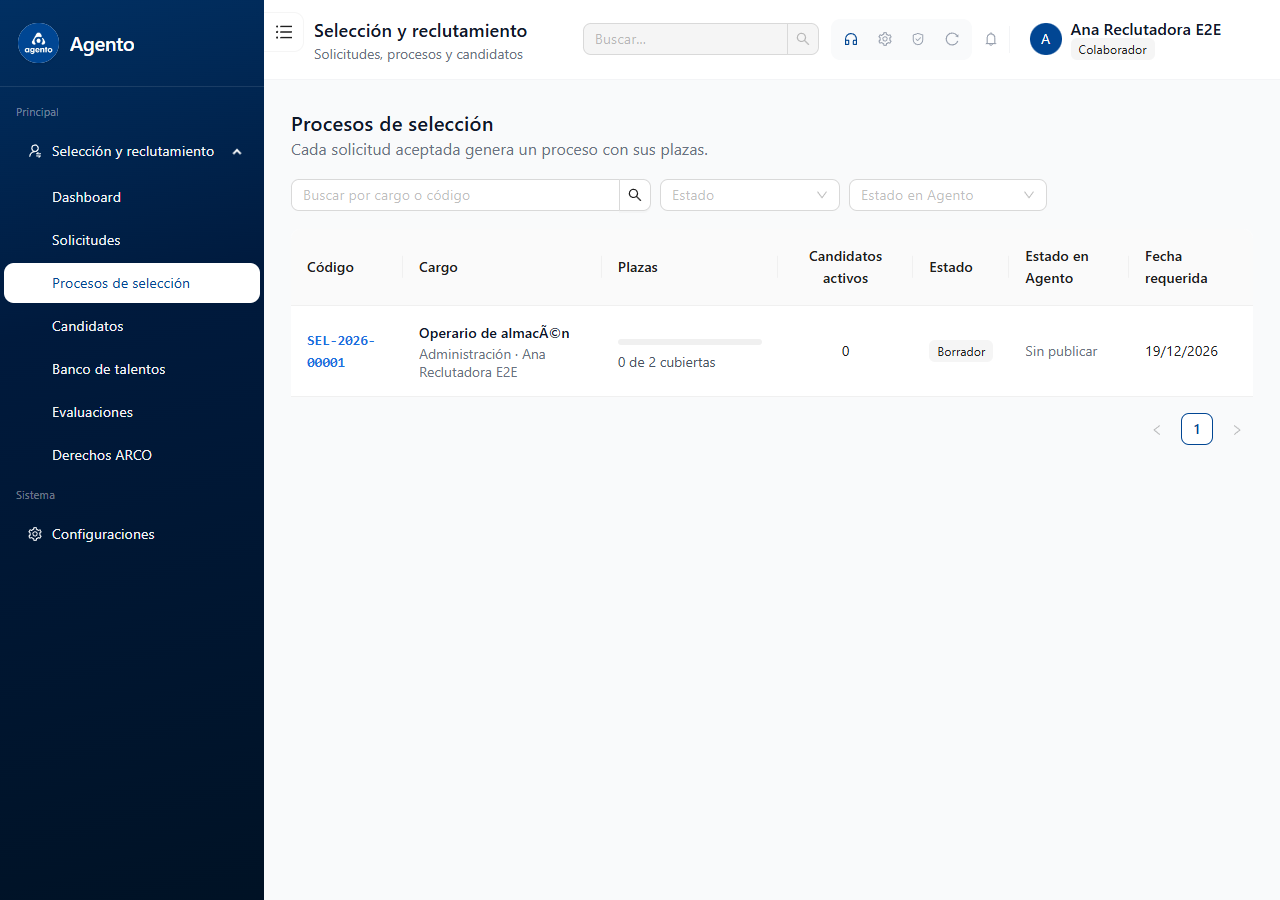 agento
Agento
Principal
Selección y reclutamiento
Dashboard
Solicitudes
Procesos de selección
Candidatos
Banco de talentos
Evaluaciones
Derechos ARCO
Sistema
Configuraciones
Selección y reclutamiento
Solicitudes, procesos y candidatos
Buscar...
A
Ana Reclutadora E2E
Colaborador
Procesos de selección
Cada solicitud aceptada genera un proceso con sus plazas.
Buscar por cargo o código
Estado
Estado en Agento
Código
Cargo
Plazas
Candidatos
activos
Estado
Estado en
Agento
Fecha
requerida
SEL-2026-
00001
Operario de almacÃ©n
Administración · Ana
Reclutadora E2E
0 de 2 cubiertas
0
Borrador
Sin publicar
19/12/2026
1